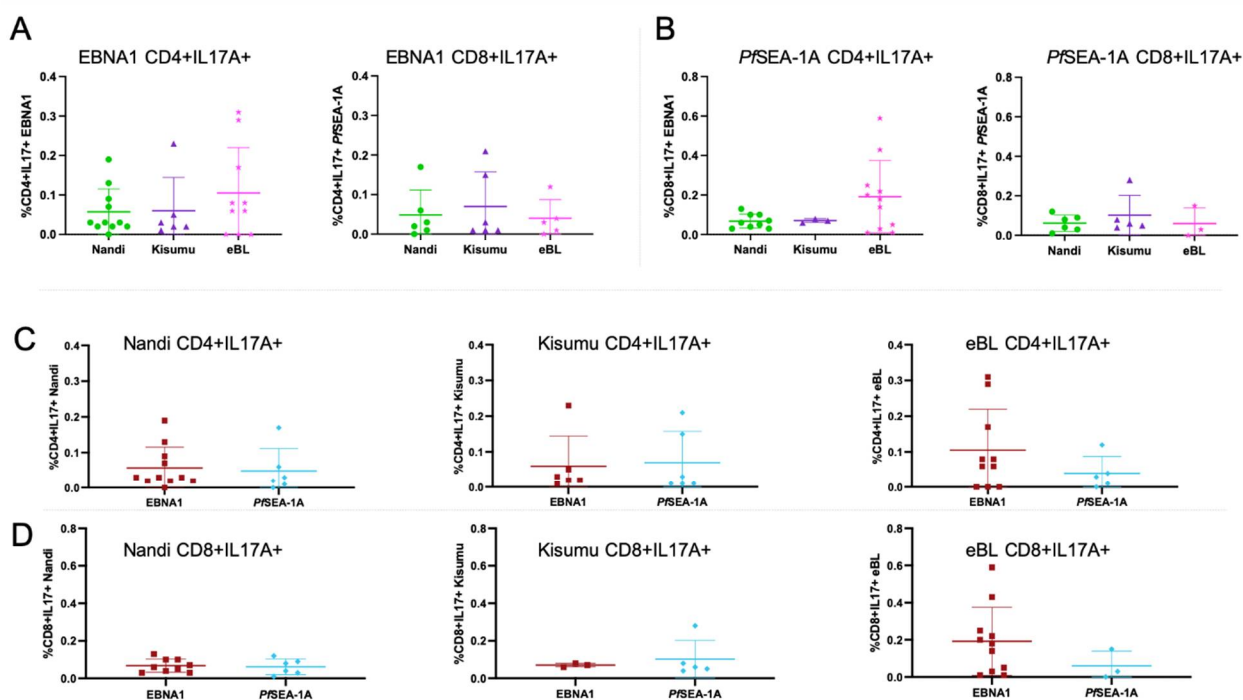 A
EBNA1 CD4+IL17A+
%CD4+IL17+ EBNA1
0.4
0.3
0.2
0.1
0.0
Nandi Kisumu eBL
EBNA1 CD8+IL17A+
%CD4+IL17+ PfSEA-1A
0.4
0.3
0.2
0.1
0.0
Nandi Kisumu eBL
B
PfSEA-1A CD4+IL17A+
%CD8+IL17+ EBNA1
0.8
0.6
0.4
0.2
0.0
Nandi Kisumu eBL
PfSEA-1A CD8+IL17A+
%CD8+IL17+ PfSEA-1A
0.8
0.6
0.4
0.2
0.0
Nandi Kisumu eBL
C
Nandi CD4+IL17A+
%CD4+IL17+ Nandi
0.4
0.3
0.2
0.1
0.0
EBNA1 PfSEA-1A
Kisumu CD4+IL17A+
%CD4+IL17+ Kisumu
0.4
0.3
0.2
0.1
0.0
EBNA1 PfSEA-1A
eBL CD4+IL17A+
%CD4+IL17+ eBL
0.4
0.3
0.2
0.1
0.0
EBNA1 PfSEA-1A
D
Nandi CD8+IL17A+
%CD8+IL17+ Nandi
0.8
0.6
0.4
0.2
0.0
EBNA1 PfSEA-1A
Kisumu CD8+IL17A+
%CD8+IL17+ Kisumu
0.8
0.6
0.4
0.2
0.0
EBNA1 PfSEA-1A
eBL CD8+IL17A+
%CD8+IL17+ eBL
0.8
0.6
0.4
0.2
0.0
EBNA1 PfSEA-1A